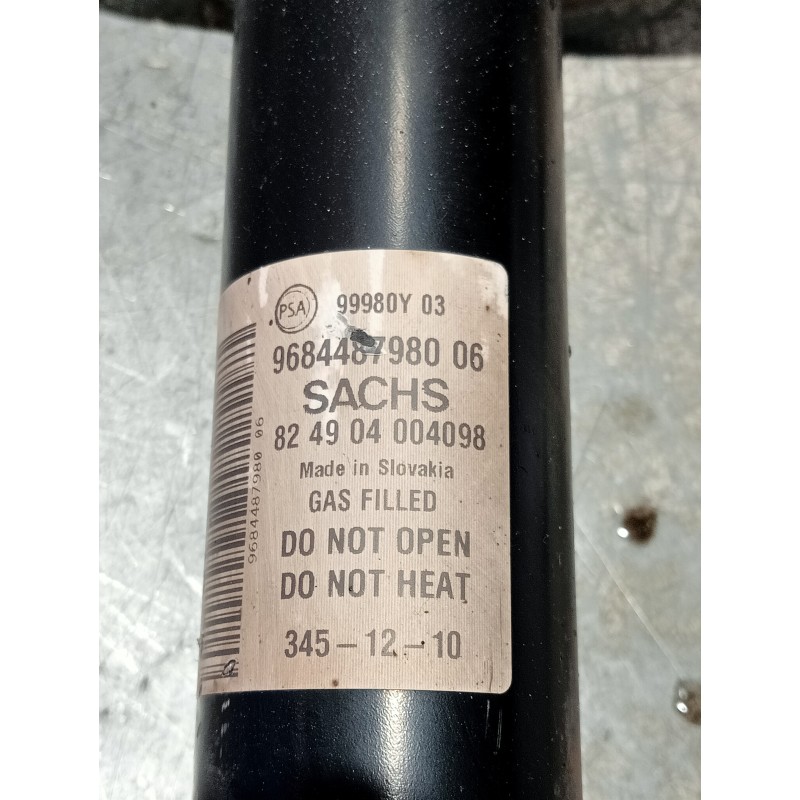 PSA 99980Y 03
9684487980 06
SACHS
82 49 04 004098
Made in Slovakia
GAS FILLED
DO NOT OPEN
DO NOT HEAT
345-12-10
9684487980 06